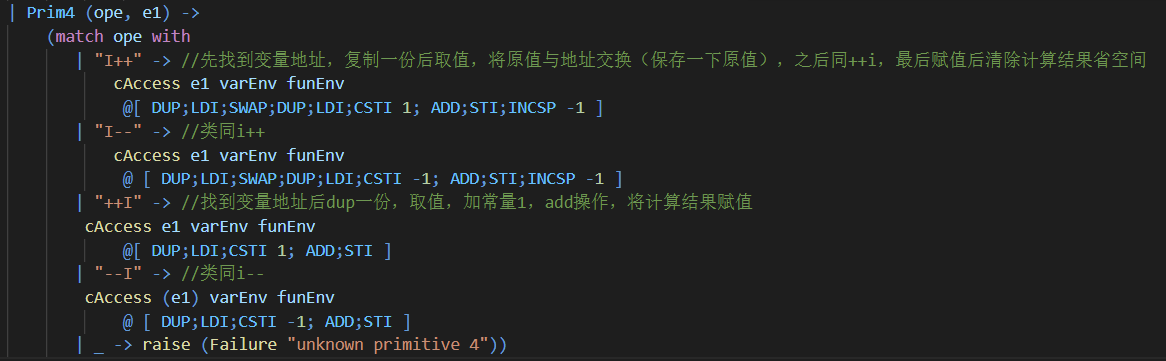 | Prim4 (ope, e1) ->
(match ope with
| "I++" -> //先找到变量地址，复制一份后取值，将原值与地址交换（保存一下原值），之后同++i，最后赋值后清除计算结果省空间
cAccess e1 varEnv funEnv
@[ DUP;LDI;SWAP;DUP;LDI;CSTI 1; ADD;STI;INCSP -1 ]
| "I--" -> //类同i++
cAccess e1 varEnv funEnv
@ [ DUP;LDI;SWAP;DUP;LDI;CSTI -1; ADD;STI;INCSP -1 ]
| "++I" -> //找到变量地址后dup一份，取值，加常量1，add操作，将计算结果赋值
cAccess e1 varEnv funEnv
@[ DUP;LDI;CSTI 1; ADD;STI ]
| "--I" -> //类同i--
cAccess (e1) varEnv funEnv
@ [ DUP;LDI;CSTI -1; ADD;STI ]
| _ -> raise (Failure "unknown primitive 4"))